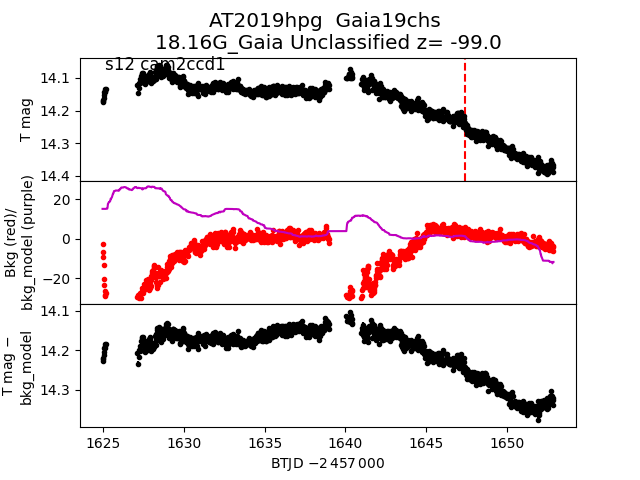 AT2019hpg  Gaia19chs
18.16G_Gaia Unclassified z= -99.0
s12 cam2ccd1
14.1
14.2
14.3
14.4
T mag
20
0
−20
Bkg (red)/
bkg_model (purple)
14.1
14.2
14.3
T mag −
bkg_model
1625
1630
1635
1640
1645
1650
BTJD −2 457 000